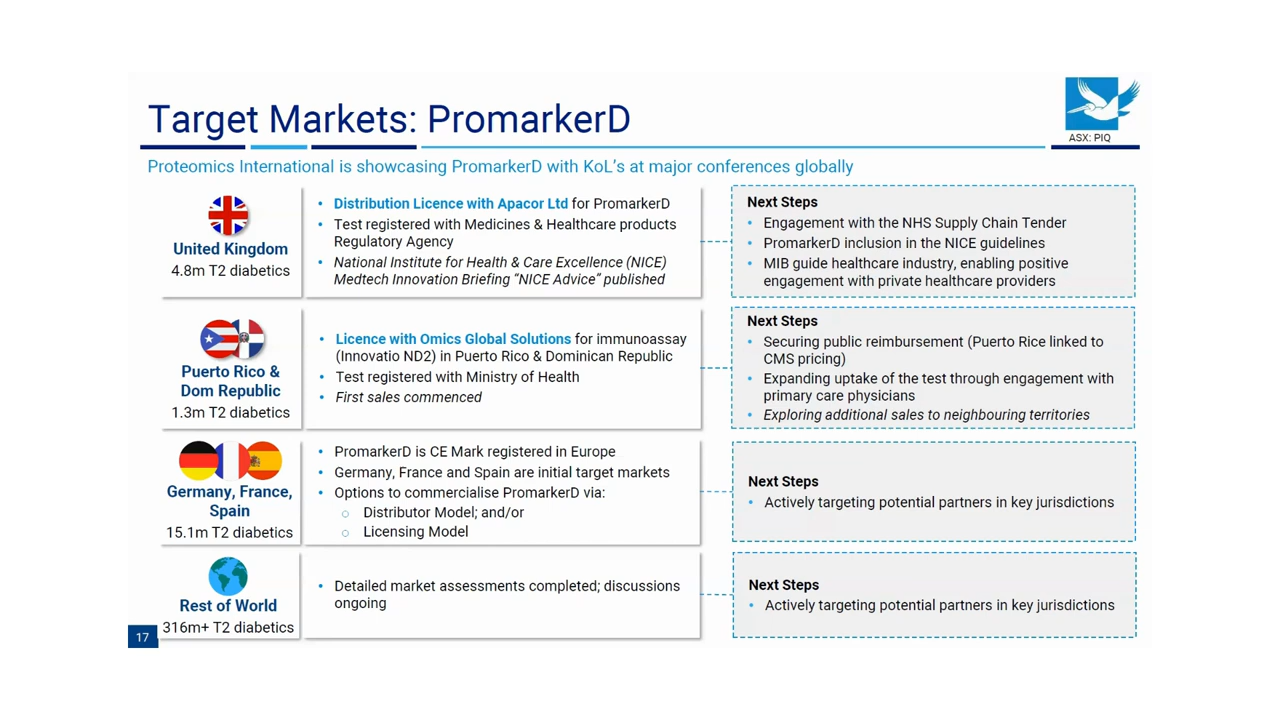 Target Markets: PromarkerD
ASX: PIQ
Proteomics International is showcasing PromarkerD with KoL's at major conferences globally
United Kingdom
4.8m T2 diabetics
• Distribution Licence with Apacor Ltd for PromarkerD
• Test registered with Medicines & Healthcare products
Regulatory Agency
• National Institute for Health & Care Excellence (NICE)
Medtech Innovation Briefing “NICE Advice” published
Next Steps
• Engagement with the NHS Supply Chain Tender
• PromarkerD inclusion in the NICE guidelines
• MIB guide healthcare industry, enabling positive
engagement with private healthcare providers
Puerto Rico &
Dom Republic
1.3m T2 diabetics
• Licence with Omics Global Solutions for immunoassay
(Innovatio ND2) in Puerto Rico & Dominican Republic
• Test registered with Ministry of Health
• First sales commenced
Next Steps
• Securing public reimbursement (Puerto Rice linked to
CMS pricing)
• Expanding uptake of the test through engagement with
primary care physicians
• Exploring additional sales to neighbouring territories
Germany, France,
Spain
15.1m T2 diabetics
• PromarkerD is CE Mark registered in Europe
• Germany, France and Spain are initial target markets
• Options to commercialise PromarkerD via:
○ Distributor Model; and/or
○ Licensing Model
Next Steps
• Actively targeting potential partners in key jurisdictions
Rest of World
316m+ T2 diabetics
• Detailed market assessments completed; discussions
ongoing
Next Steps
• Actively targeting potential partners in key jurisdictions
17